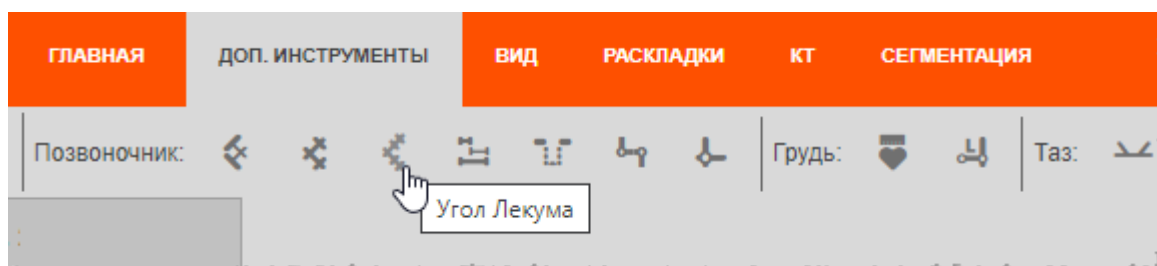 ГЛАВНАЯ ДОП. ИНСТРУМЕНТЫ ВИД РАСКЛАДКИ КТ СЕГМЕНТАЦИЯ
Позвоночник: Грудь: Таз:
Угол Лекума